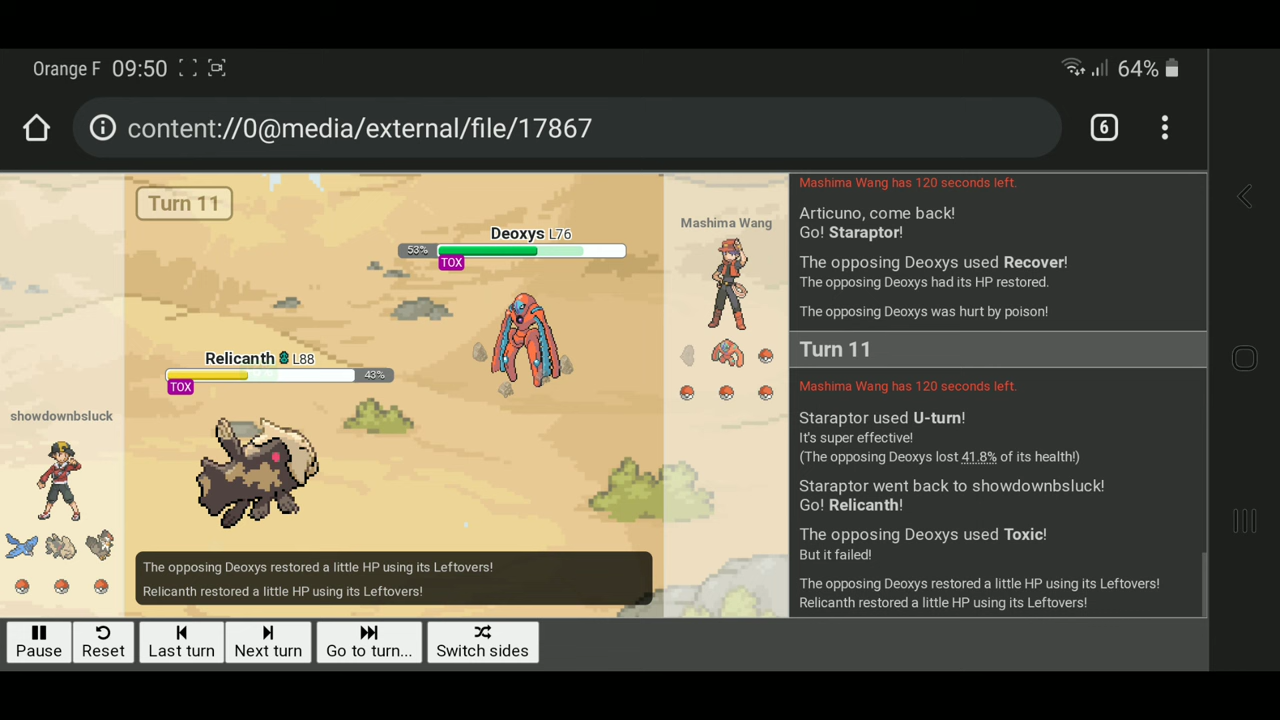 Orange F 09:50
64%
content://0@media/external/file/17867
6
Turn 11
Deoxys L76
53%
TOX
Relicanth L88
43%
TOX
showdownbsluck
Mashima Wang
The opposing Deoxys restored a little HP using its Leftovers!
Relicanth restored a little HP using its Leftovers!
Mashima Wang has 120 seconds left.
Articuno, come back!
Go! Staraptor!
The opposing Deoxys used Recover!
The opposing Deoxys had its HP restored.
The opposing Deoxys was hurt by poison!
Turn 11
Mashima Wang has 120 seconds left.
Staraptor used U-turn!
It's super effective!
(The opposing Deoxys lost 41.8% of its health!)
Staraptor went back to showdownbsluck!
Go! Relicanth!
The opposing Deoxys used Toxic!
But it failed!
The opposing Deoxys restored a little HP using its Leftovers!
Relicanth restored a little HP using its Leftovers!
Pause
Reset
Last turn
Next turn
Go to turn...
Switch sides